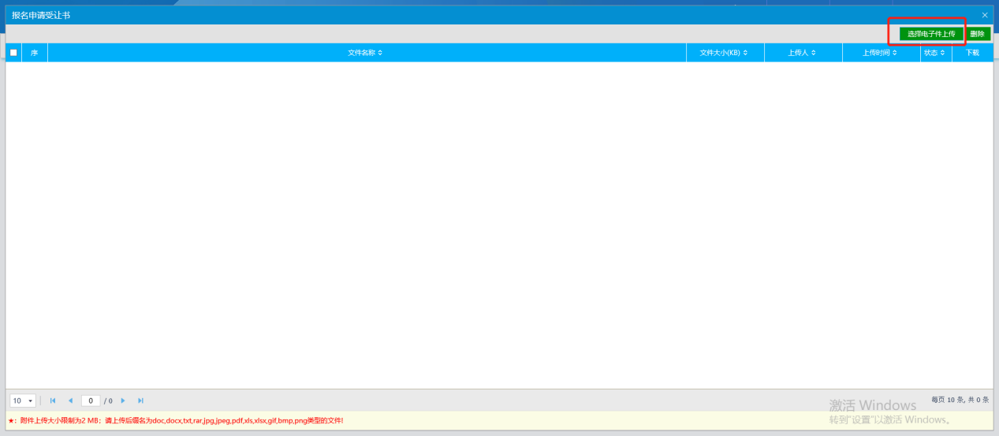 报名申请受让书
选择电子件上传 删除
序 文件名称 文件大小(KB) 上传人 上传时间 状态 下载
10 0 / 0 每页 10 条, 共 0 条
激活 Windows
转到"设置"以激活 Windows。
★: 附件上传大小限制为2 MB; 请上传后缀名为doc,docx,txt,rar,jpg,jpeg,pdf,xls,xlsx,gif,bmp,png类型的文件!